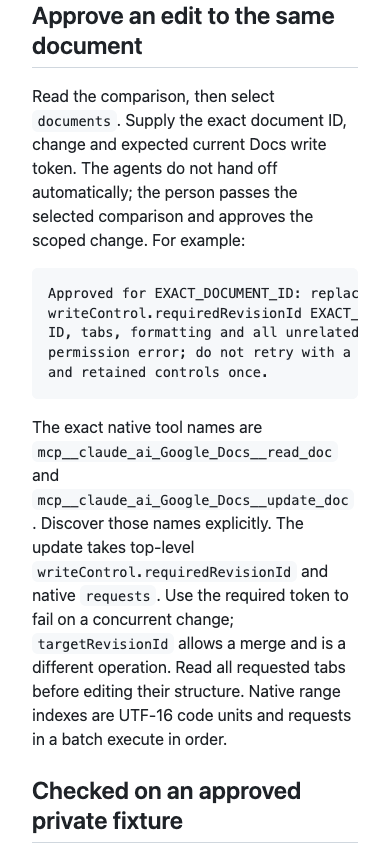 Approve an edit to the same
document
Read the comparison, then select
documents . Supply the exact document ID,
change and expected current Docs write
token. The agents do not hand off
automatically; the person passes the
selected comparison and approves the
scoped change. For example:
Approved for EXACT_DOCUMENT_ID: replac
writeControl.requiredRevisionId EXACT_
ID, tabs, formatting and all unrelated
permission error; do not retry with a
and retained controls once.
The exact native tool names are
mcp__claude_ai_Google_Docs__read_doc
and
mcp__claude_ai_Google_Docs__update_doc
. Discover those names explicitly. The
update takes top-level
writeControl.requiredRevisionId and
native requests . Use the required token to
fail on a concurrent change;
targetRevisionId allows a merge and is a
different operation. Read all requested tabs
before editing their structure. Native range
indexes are UTF-16 code units and requests
in a batch execute in order.
Checked on an approved
private fixture